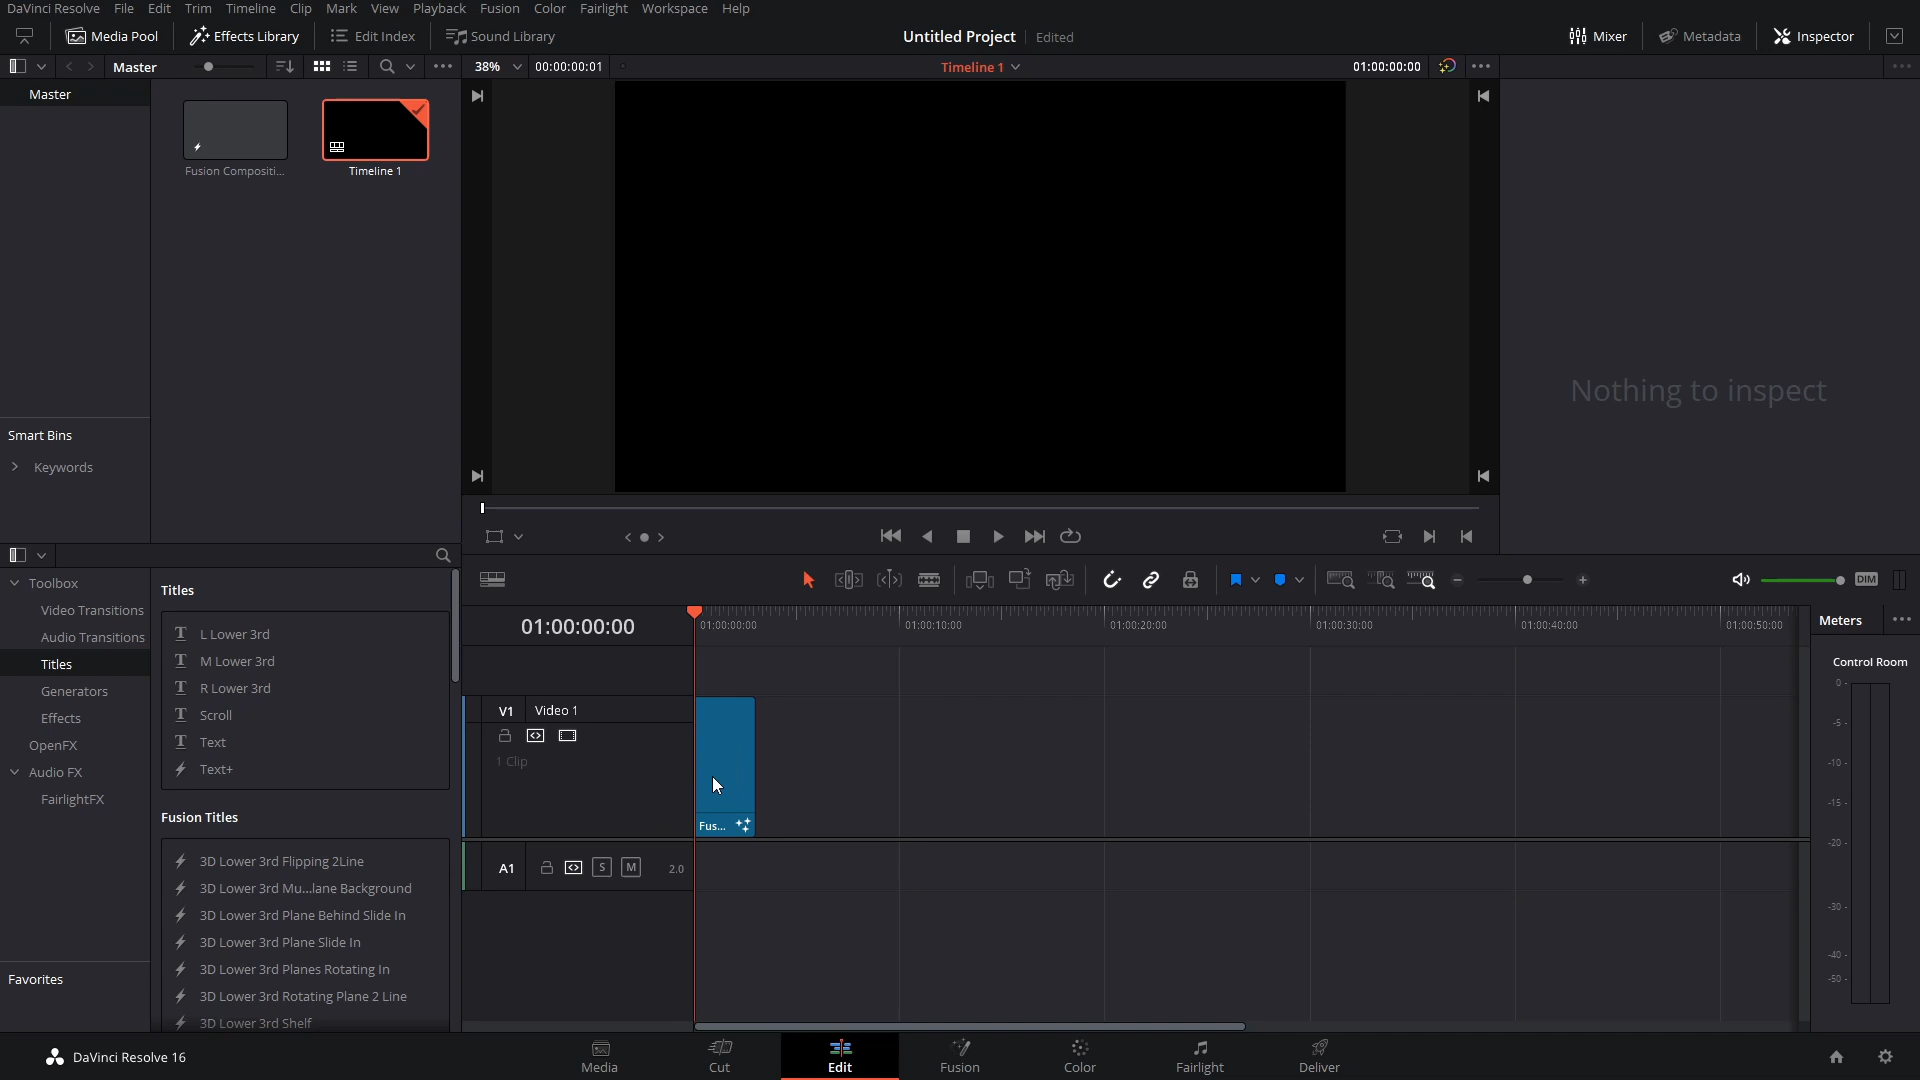 DaVinci Resolve File Edit Trim Timeline Clip Mark View Playback Fusion Color Fairlight Workspace Help
Media Pool Effects Library Edit Index Sound Library Untitled Project Edited Mixer Metadata Inspector
Master 38% 00:00:00:01 Timeline 1 01:00:00:00
Master
Fusion Compositi... Timeline 1
Nothing to inspect
Smart Bins
Keywords
Toolbox
Video Transitions
Audio Transitions
Titles
Generators
Effects
OpenFX
Audio FX
FairlightFX
Favorites
Titles
L Lower 3rd
M Lower 3rd
R Lower 3rd
Scroll
Text
Text+
Fusion Titles
3D Lower 3rd Flipping 2Line
3D Lower 3rd Mu...lane Background
3D Lower 3rd Plane Behind Slide In
3D Lower 3rd Plane Slide In
3D Lower 3rd Planes Rotating In
3D Lower 3rd Rotating Plane 2 Line
3D Lower 3rd Shelf
DIM
01:00:00:00 01:00:00:00 01:00:10:00 01:00:20:00 01:00:30:00 01:00:40:00 01:00:50:00
V1 Video 1
1 Clip
Fus...
A1 S M 2.0
Meters
Control Room
0-
-5-
-10-
-15-
-20-
-30-
-40-
-50-
DaVinci Resolve 16 Media Cut Edit Fusion Color Fairlight Deliver